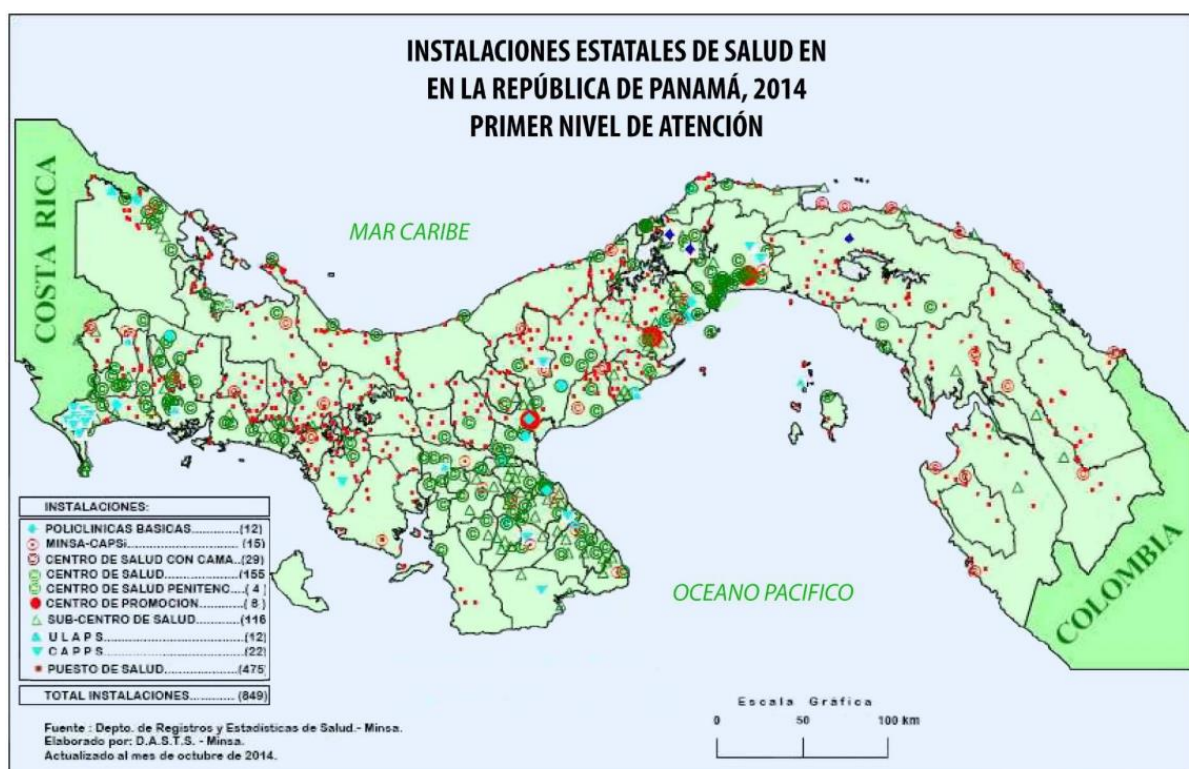 INSTALACIONES ESTATALES DE SALUD EN
EN LA REPÚBLICA DE PANAMÁ, 2014
PRIMER NIVEL DE ATENCIÓN
COSTA RICA
MAR CARIBE
OCEANO PACIFICO
COLOMBIA
INSTALACIONES:
POLICLINICAS BASICAS.........(12)
MINSA-CAPSi...................(15)
CENTRO DE SALUD CON CAMA..(29)
CENTRO DE SALUD...............(155
CENTRO DE SALUD PENITENC..( 4)
CENTRO DE PROMOCION........( 8)
SUB-CENTRO DE SALUD.........(116
U L A P S.......................(12)
C A P P S.......................(22)
PUESTO DE SALUD..............(475)
TOTAL INSTALACIONES.......... (849)
Fuente : Depto. de Registros y Estadísticas de Salud.- Minsa.
Elaborado por: D.A.S.T.S. - Minsa.
Actualizado al mes de octubre de 2014.
Escala Gráfica
0 50 100 km